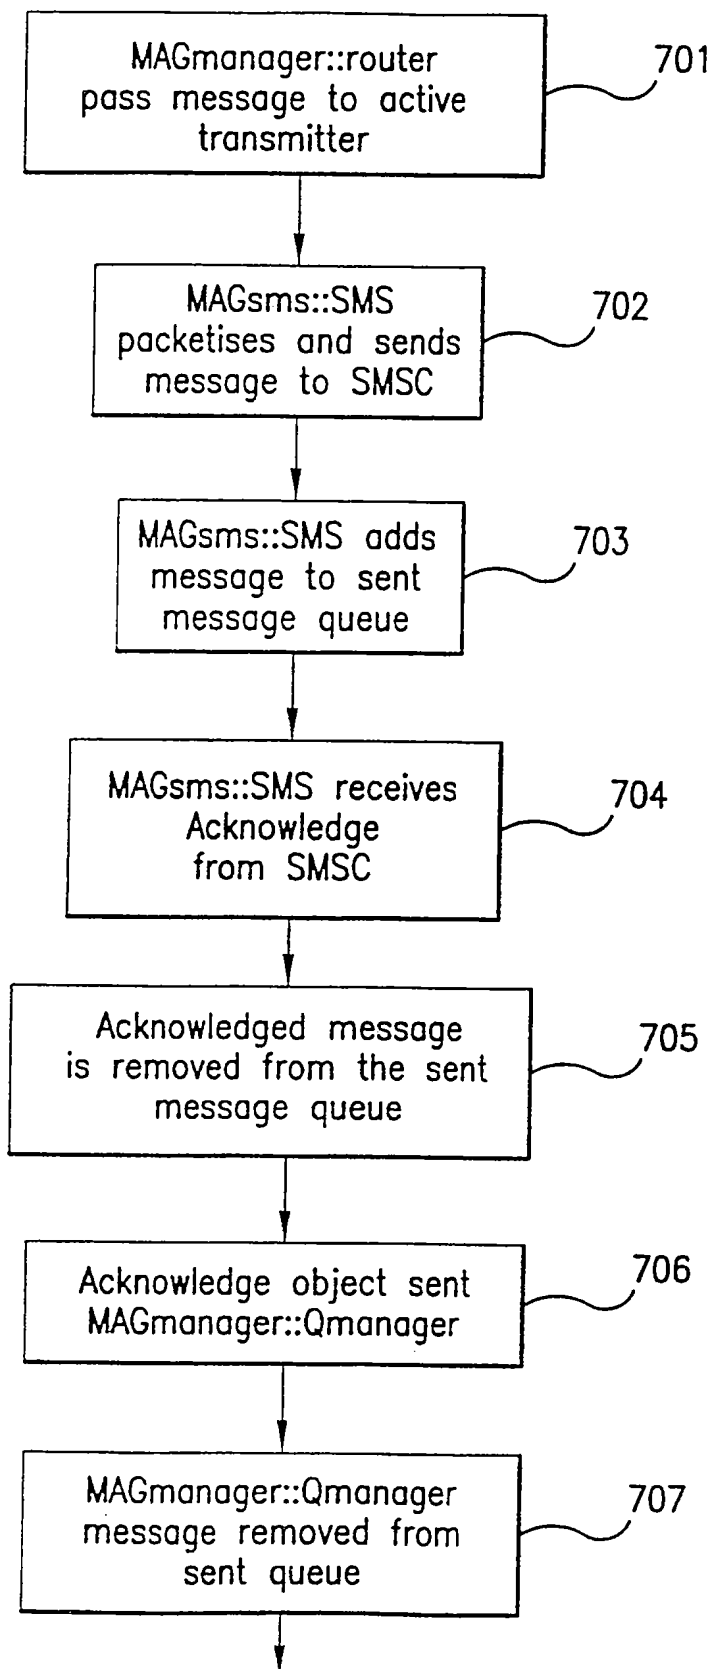 MAGmanager::router
pass message to active
transmitter
701
MAGsms::SMS
packetises and sends
message to SMSC
702
MAGsms::SMS adds
message to sent
message queue
703
MAGsms::SMS receives
Acknowledge
from SMSC
704
Acknowledged message
is removed from the sent
message queue
705
Acknowledge object sent
MAGmanager::Qmanager
706
MAGmanager::Qmanager
message removed from
sent queue
707